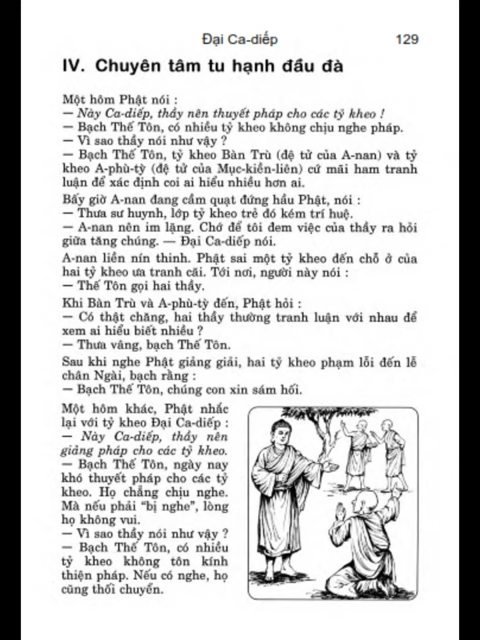 Đại Ca-diếp 129
IV. Chuyên tâm tu hạnh đầu đà
Một hôm Phật nói :
— Này Ca-diếp, thầy nên thuyết pháp cho các tỷ kheo !
— Bạch Thế Tôn, có nhiều tỷ kheo không chịu nghe pháp.
— Vì sao thầy nói như vậy ?
— Bạch Thế Tôn, tỷ kheo Bàn Trù (đệ tử của A-nan) và tỷ
kheo A-phù-tỳ (đệ tử của Mục-kiền-liên) cứ mãi ham tranh
luận để xác định coi ai hiểu nhiều hơn ai.
Bấy giờ A-nan đang cầm quạt đứng hầu Phật, nói :
— Thưa sư huynh, lớp tỷ kheo trẻ đó kém trí huệ.
— A-nan nên im lặng. Chớ để tôi đem việc của thầy ra hỏi
giữa tăng chúng. — Đại Ca-diếp nói.
A-nan liền nín thinh. Phật sai một tỷ kheo đến chỗ ở của
hai tỷ kheo ưa tranh cãi. Tới nơi, người này nói :
— Thế Tôn gọi hai thầy.
Khi Bàn Trù và A-phù-tỳ đến, Phật hỏi :
— Có thật chăng, hai thầy thường tranh luận với nhau để
xem ai hiểu biết nhiều ?
— Thưa vâng, bạch Thế Tôn.
Sau khi nghe Phật giảng giải, hai tỷ kheo phạm lỗi đến lễ
chân Ngài, bạch rằng :
— Bạch Thế Tôn, chúng con xin sám hối.
Một hôm khác, Phật nhắc
lại với tỷ kheo Đại Ca-diếp :
— Này Ca-diếp, thầy nên
giảng pháp cho các tỷ kheo.
— Bạch Thế Tôn, ngày nay
khó thuyết pháp cho các tỷ
kheo. Họ chẳng chịu nghe.
Mà nếu phải “bị nghe”, lòng
họ không vui.
— Vì sao thầy nói như vậy ?
— Bạch Thế Tôn, có nhiều
tỷ kheo không tôn kính
thiện pháp. Nếu có nghe, họ
cũng thối chuyển.